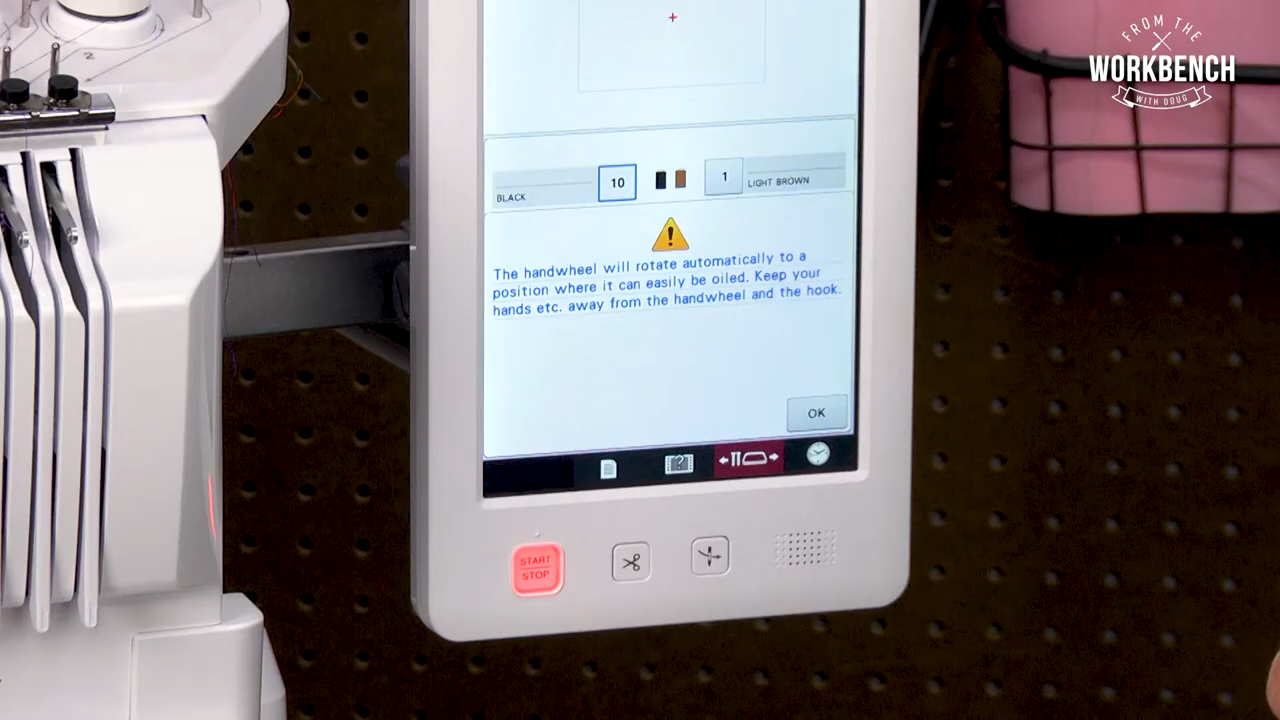 FROM THE
WORKBENCH
WITH DOUG
2
BLACK
10
1
LIGHT BROWN
The handwheel will rotate automatically to a
position where it can easily be oiled. Keep your
hands etc. away from the handwheel and the hook.
OK
?
START
STOP